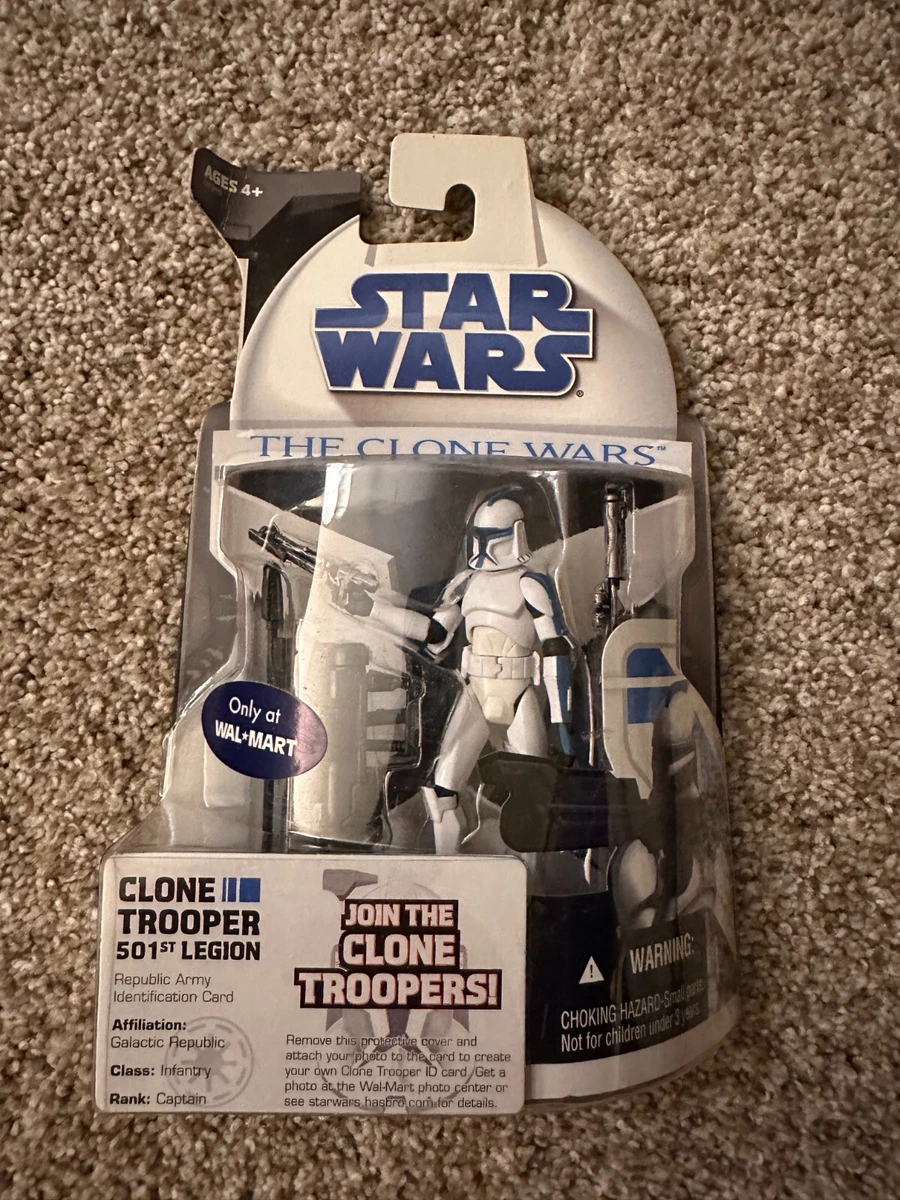 AGES 4+
STAR
WARS®
THE CLONE WARS™
Only at
WAL★MART
CLONE
TROOPER
501ST LEGION
Republic Army
Identification Card
Affiliation:
Galactic Republic
Class: Infantry
Rank: Captain
JOIN THE
CLONE
TROOPERS!
Remove this protective cover and
attach your photo to the card to create
your own Clone Trooper ID card. Get a
photo at the Wal-Mart photo center or
see starwars.hasbro.com for details.
WARNING:
CHOKING HAZARD-Small parts.
Not for children under 3 years.